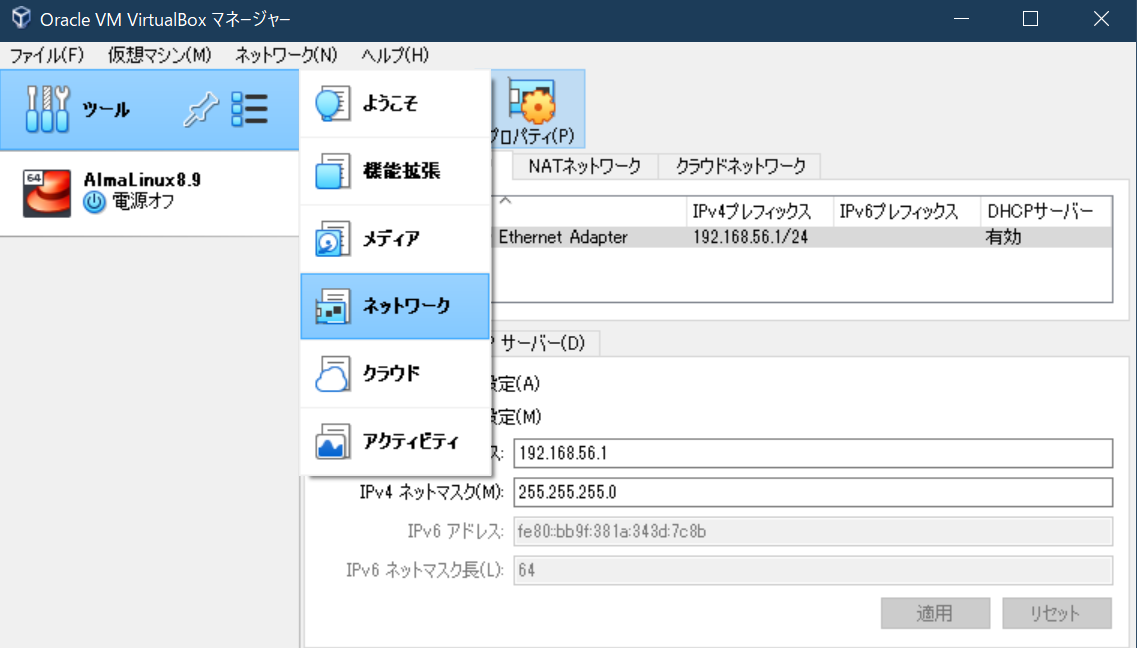 Oracle VM VirtualBox マネージャー
ファイル(F) 仮想マシン(M) ネットワーク(N) ヘルプ(H)
ツール
64
AlmaLinux8.9
電源オフ
ようこそ
機能拡張
メディア
ネットワーク
クラウド
アクティビティ
プロパティ(P)
NATネットワーク クラウドネットワーク
IPv4プレフィックス IPv6プレフィックス DHCPサーバー
Ethernet Adapter 192.168.56.1/24 有効
サーバー(D)
設定(A)
設定(M)
ス: 192.168.56.1
IPv4 ネットマスク(M): 255.255.255.0
IPv6 アドレス: fe80::bb9f:381a:343d:7c8b
IPv6 ネットマスク長(L): 64
適用 リセット